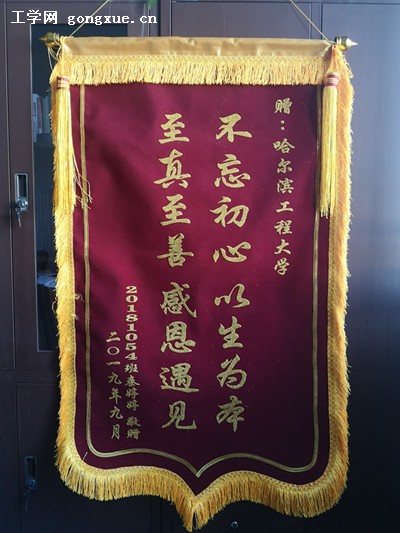 工学网 gongxue.cn
赠：哈尔滨工程大学
不忘初心 以生为本
至真至善 感恩遇见
20181054班秦婷婷 敬赠
二〇一九年九月